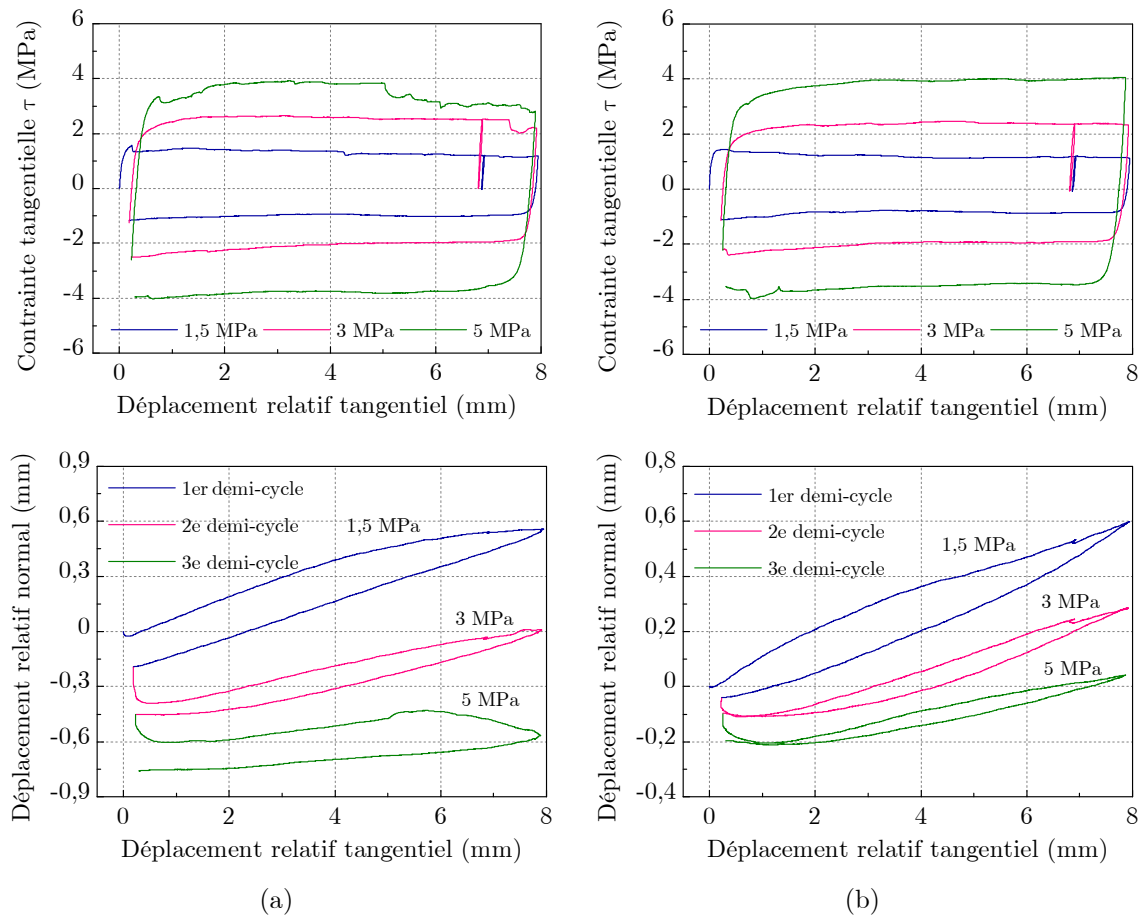 Contrainte tangentielle τ (MPa)
6
4
2
0
-2
-4
-6
1,5 MPa 3 MPa 5 MPa
0 2 4 6 8
Déplacement relatif tangentiel (mm)
Contrainte tangentielle τ (MPa)
6
4
2
0
-2
-4
-6
1,5 MPa 3 MPa 5 MPa
0 2 4 6 8
Déplacement relatif tangentiel (mm)
Déplacement relatif normal (mm)
0,9
0,6
0,3
0
-0,3
-0,6
-0,9
1er demi-cycle
2e demi-cycle
3e demi-cycle
1,5 MPa
3 MPa
5 MPa
0 2 4 6 8
Déplacement relatif tangentiel (mm)
(a)
Déplacement relatif normal (mm)
0,8
0,6
0,4
0,2
0
-0,2
-0,4
1er demi-cycle
2e demi-cycle
3e demi-cycle
1,5 MPa
3 MPa
5 MPa
0 2 4 6 8
Déplacement relatif tangentiel (mm)
(b)